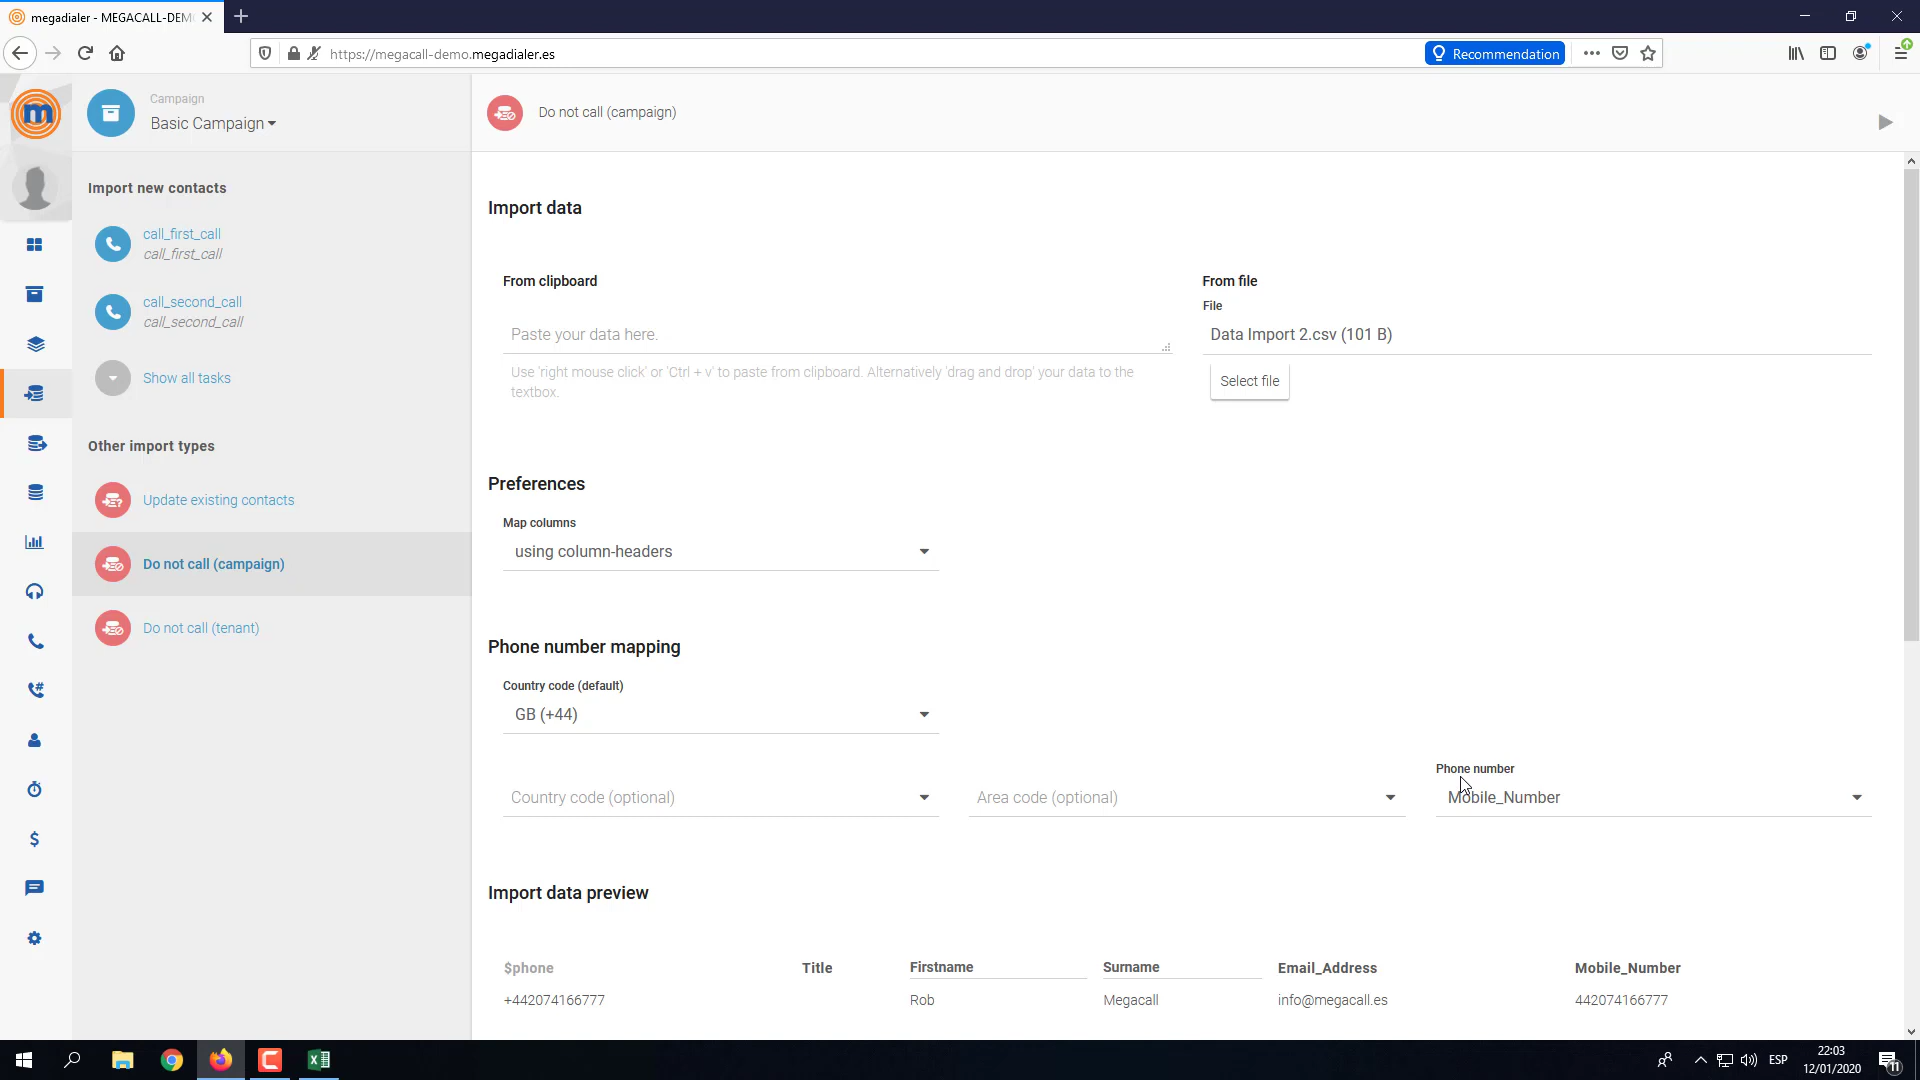 megadialer - MEGACALL-DEM
https://megacall-demo.megadialer.es
Recommendation
m
Campaign
Basic Campaign
Do not call (campaign)
Import new contacts
call_first_call
call_first_call
call_second_call
call_second_call
Show all tasks
Other import types
Update existing contacts
Do not call (campaign)
Do not call (tenant)
Import data
From clipboard
Paste your data here.
Use 'right mouse click' or 'Ctrl + v' to paste from clipboard. Alternatively 'drag and drop' your data to the
textbox.
From file
File
Data Import 2.csv (101 B)
Select file
Preferences
Map columns
using column-headers
Phone number mapping
Country code (default)
GB (+44)
Country code (optional)
Area code (optional)
Phone number
Mobile_Number
Import data preview
$phone Title Firstname Surname Email_Address Mobile_Number
+442074166777 Rob Megacall info@megacall.es 442074166777
ESP
22:03
12/01/2020
11